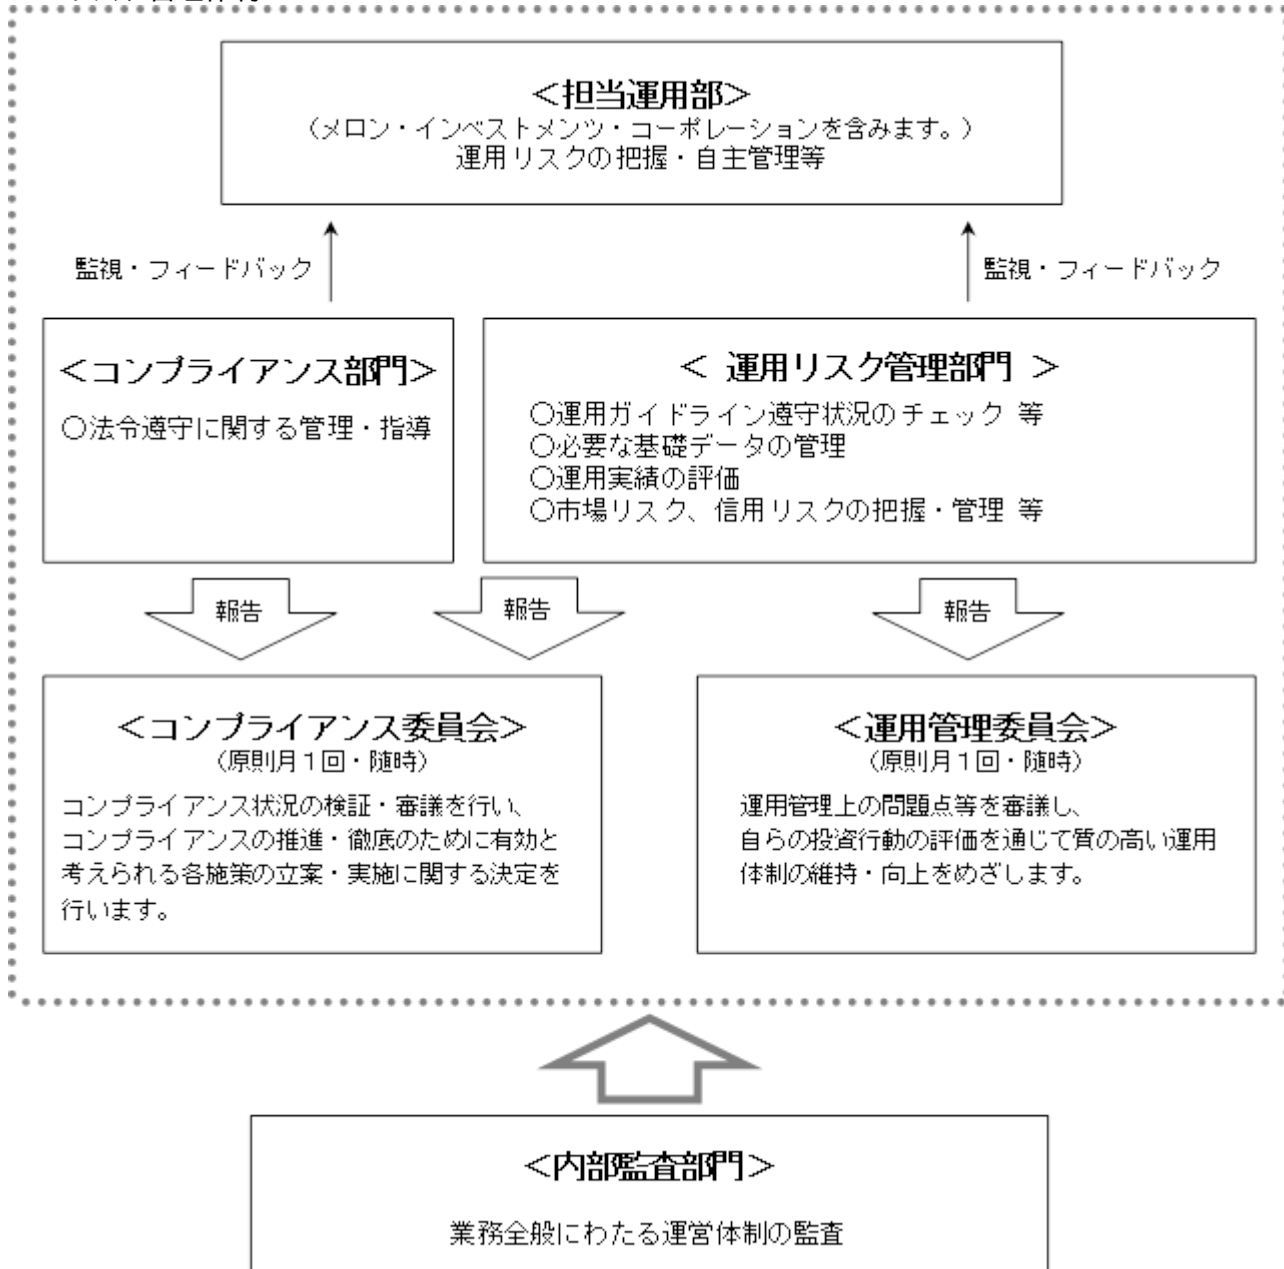 ＜担当運用部＞
（メロン・インベストメンツ・コーポレーションを含みます。）
運用リスクの把握・自主管理等
監視・フィードバック
監視・フィードバック
＜コンプライアンス部門＞
○法令遵守に関する管理・指導
＜ 運用リスク管理部門 ＞
○運用ガイドライン遵守状況のチェック 等
○必要な基礎データの管理
○運用実績の評価
○市場リスク、信用リスクの把握・管理 等
報告
報告
報告
＜コンプライアンス委員会＞
（原則月１回・随時）
コンプライアンス状況の検証・審議を行い、
コンプライアンスの推進・徹底のために有効と
考えられる各施策の立案・実施に関する決定を
行います。
＜運用管理委員会＞
（原則月１回・随時）
運用管理上の問題点等を審議し、
自らの投資行動の評価を通じて質の高い運用
体制の維持・向上をめざします。
＜内部監査部門＞
業務全般にわたる運営体制の監査